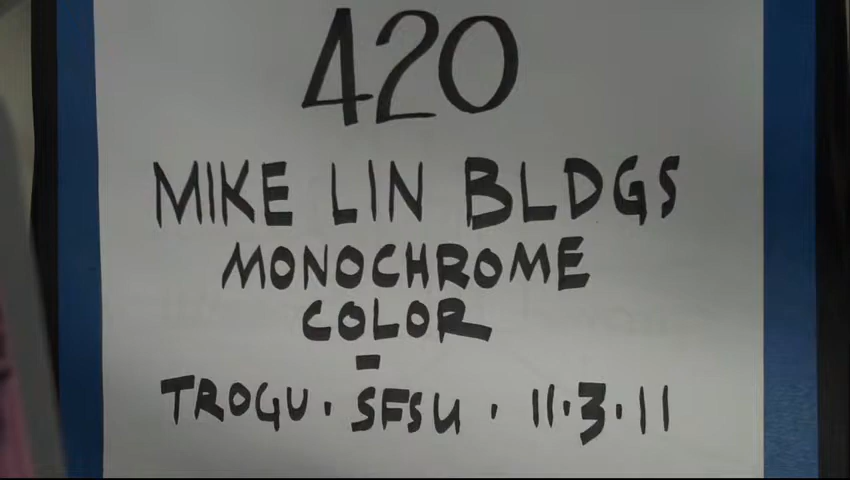 420
MIKE LIN BLDGS
MONOCHROME
COLOR
-
TROGU · SFSU · 11·3·11